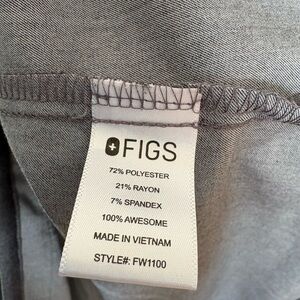 FIGS
72% POLYESTER
21% RAYON
7% SPANDEX
100% AWESOME
MADE IN VIETNAM
STYLE#: FW1100